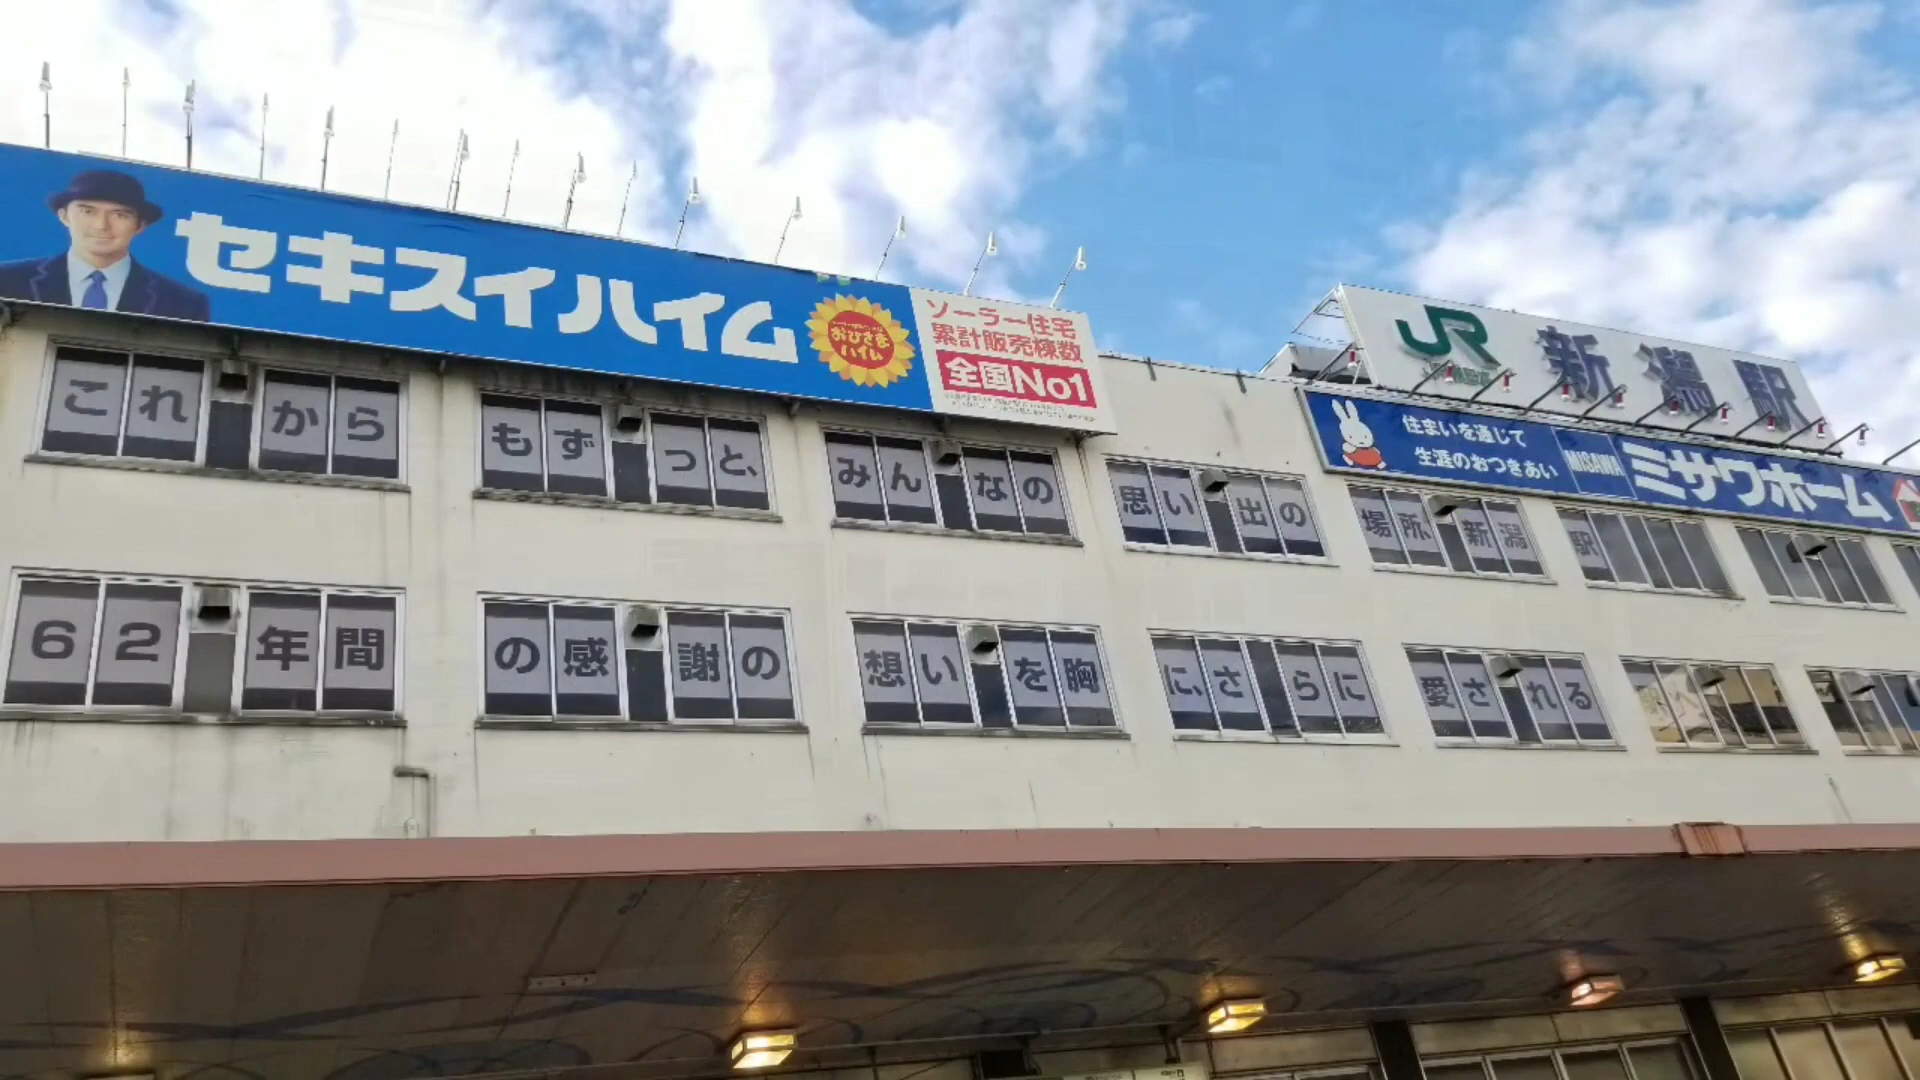 セキスイハイム
おひさま
ハイム
ソーラー住宅
累計販売棟数
全国No1
JR 新潟駅
住まいを通じて
生涯のおつきあい
MISAWA
ミサワホーム
これからもずっと、みんなの思い出の場所、新潟駅
62年間の感謝の想いを胸に、さらに愛される